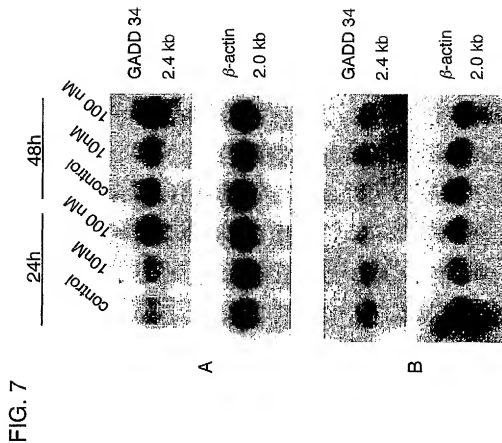 FIG. 7
24h 48h
control 10nM 100 nM control 10nM 100 nM
A
GADD 34
2.4 kb
β-actin
2.0 kb
B
GADD 34
2.4 kb
β-actin
2.0 kb